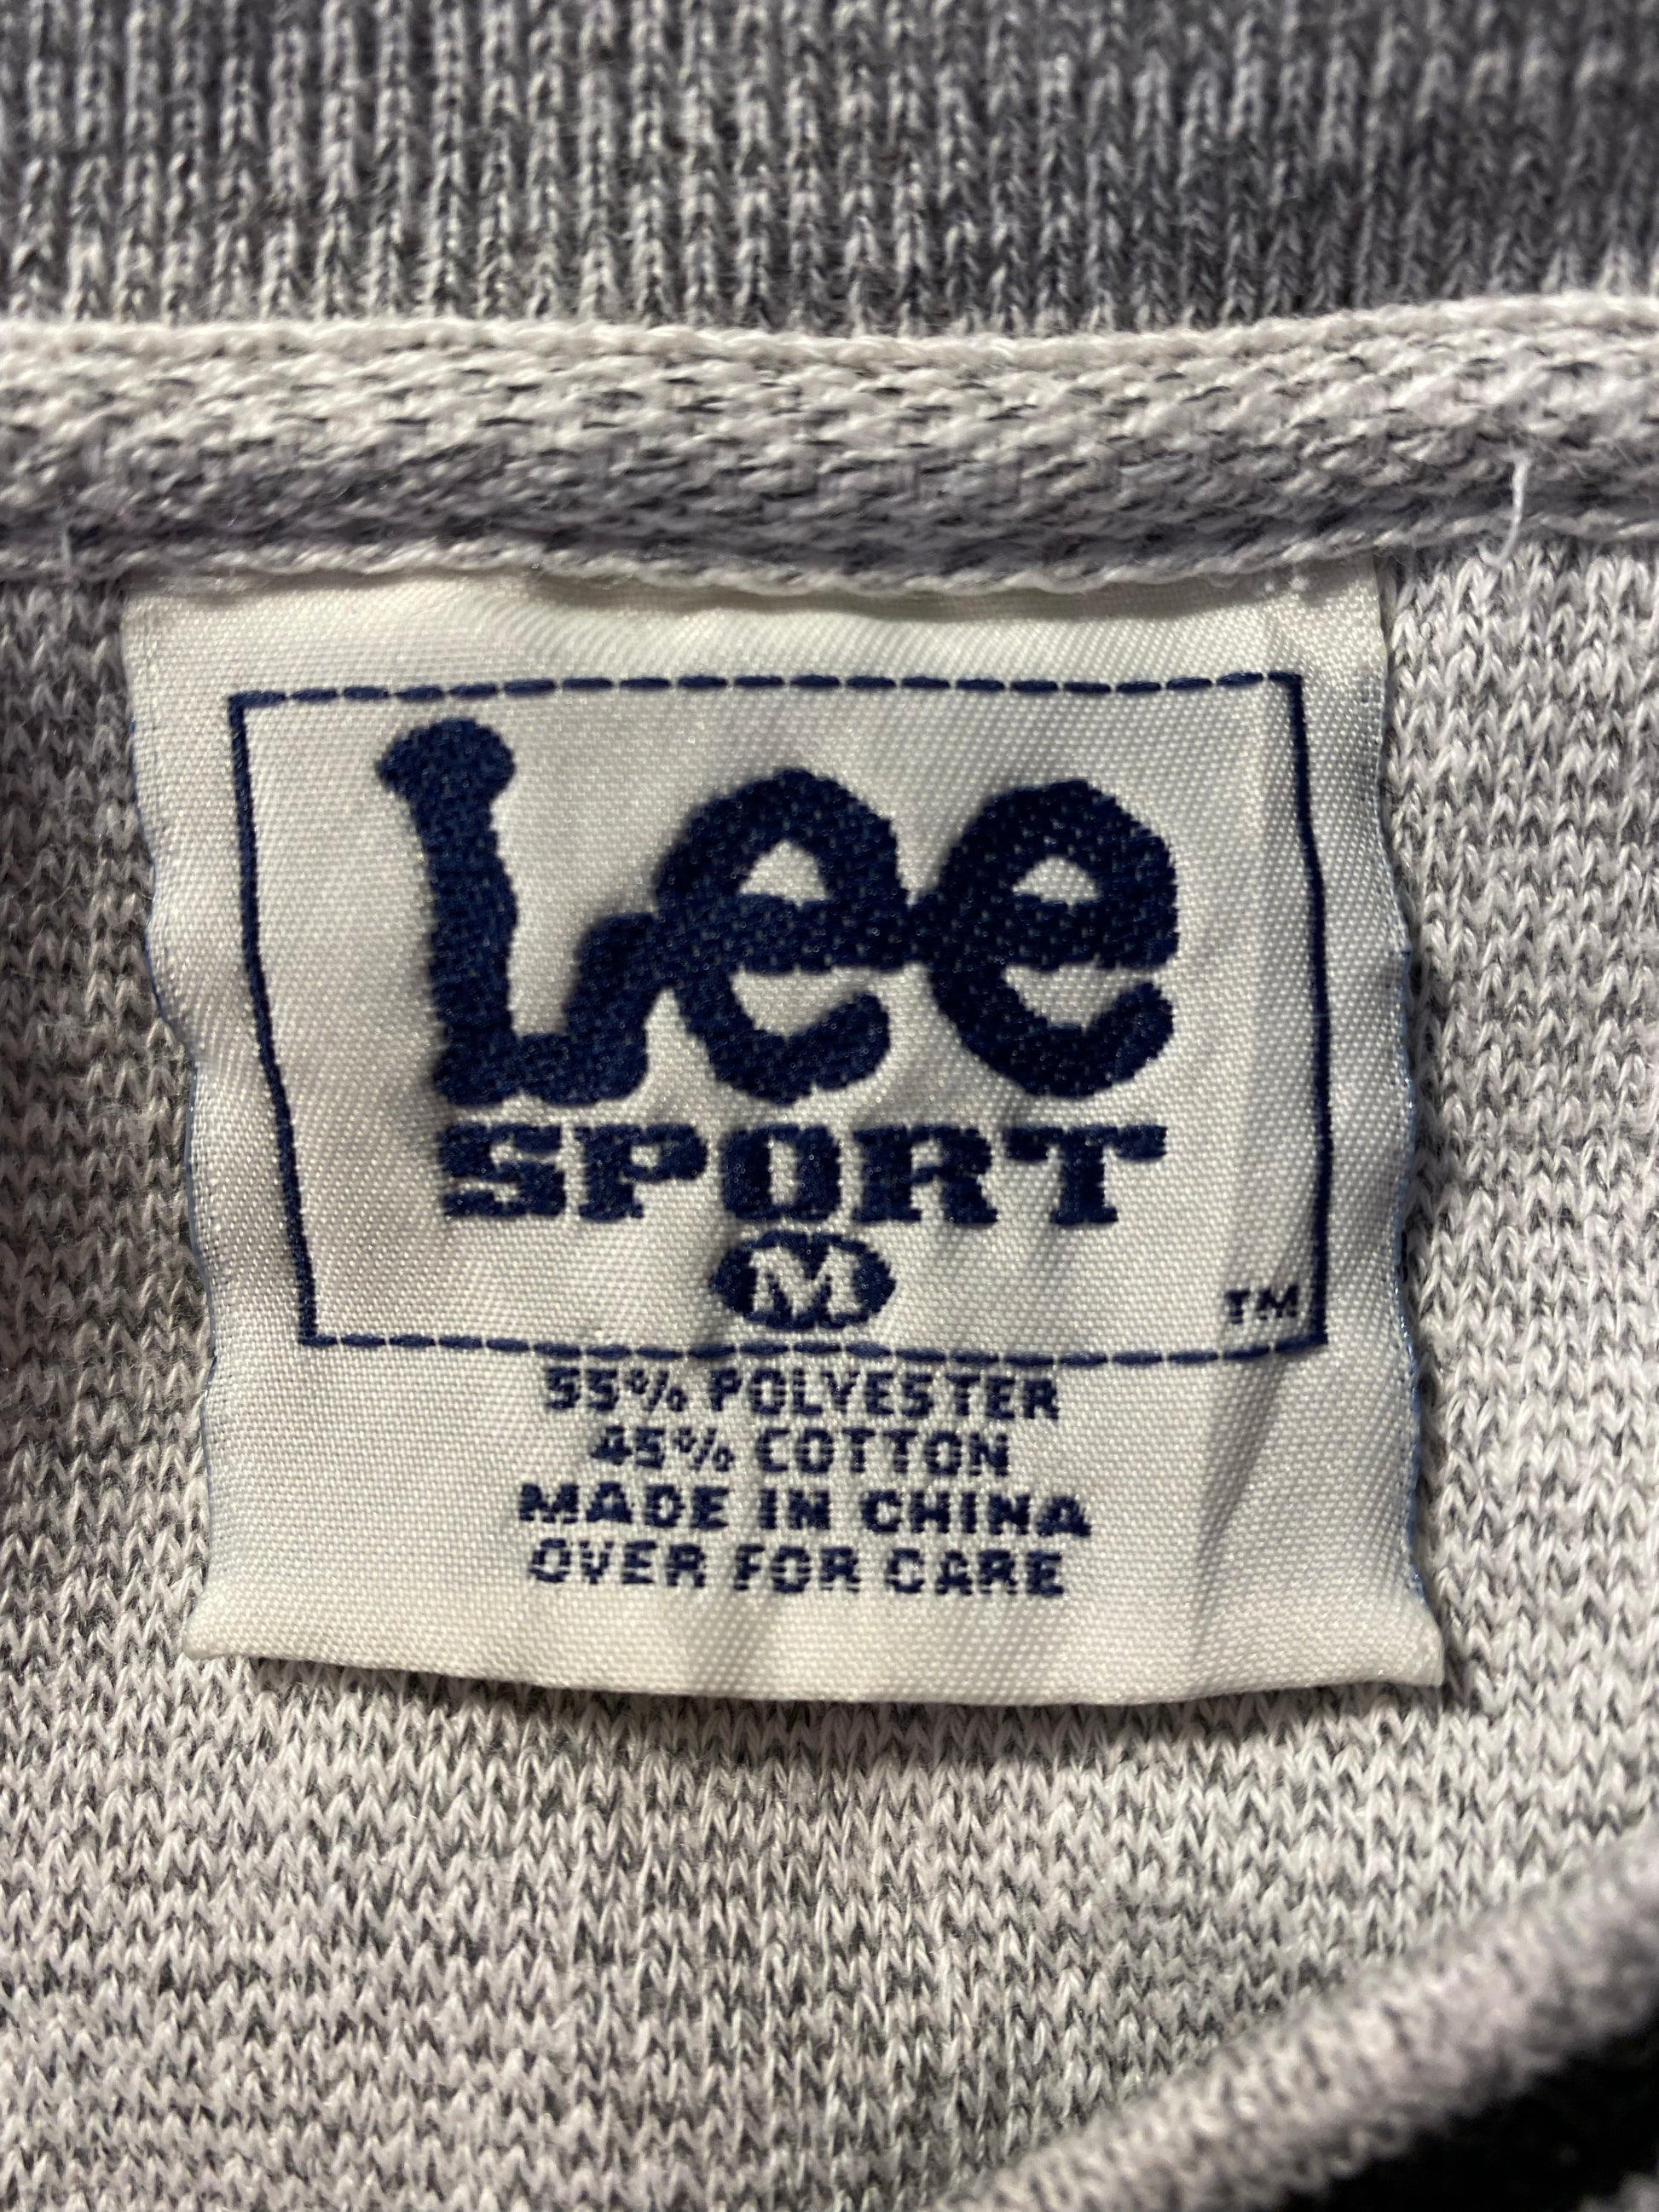 Lee
SPORT
M
TM
55% POLYESTER
45% COTTON
MADE IN CHINA
OVER FOR CARE